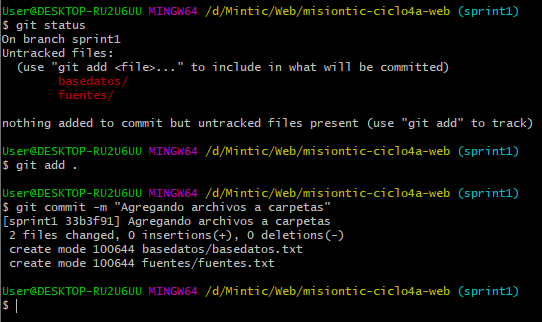 User@DESKTOP-RU2U6UU MINGW64 /d/Mintic/Web/misiontic-ciclo4a-web (sprint1)
$ git status
On branch sprint1
Untracked files:
  (use "git add <file>..." to include in what will be committed)
        basedatos/
        fuentes/

nothing added to commit but untracked files present (use "git add" to track)

User@DESKTOP-RU2U6UU MINGW64 /d/Mintic/Web/misiontic-ciclo4a-web (sprint1)
$ git add .

User@DESKTOP-RU2U6UU MINGW64 /d/Mintic/Web/misiontic-ciclo4a-web (sprint1)
$ git commit -m "Agregando archivos a carpetas"
[sprint1 33b3f91] Agregando archivos a carpetas
 2 files changed, 0 insertions(+), 0 deletions(-)
 create mode 100644 basedatos/basedatos.txt
 create mode 100644 fuentes/fuentes.txt

User@DESKTOP-RU2U6UU MINGW64 /d/Mintic/Web/misiontic-ciclo4a-web (sprint1)
$